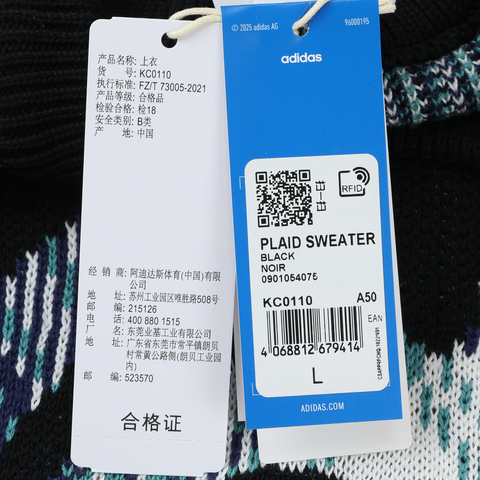 产品名称: 上衣
货 号: KC0110
执行标准: FZ/T 73005-2021
产品等级: 合格品
检验合格: 检18
安全类别: B类
产 地: 中国
经 销 商: 阿迪达斯体育(中国)有限公司
地 址: 苏州工业园区唯胜路508号
邮 编: 215126
电 话: 400 880 1515
厂 名: 东莞业基工业有限公司
地 址: 广东省东莞市常平镇朗贝
村常黄公路侧(朗贝工业园
内)
邮 编: 523570
合格证
© 2025 adidas AG
96000195
adidas
RFID
PLAID SWEATER
BLACK
NOIR
0901054075
KC0110 A50
EAN
4 068812 679414
L
ADIDAS.COM